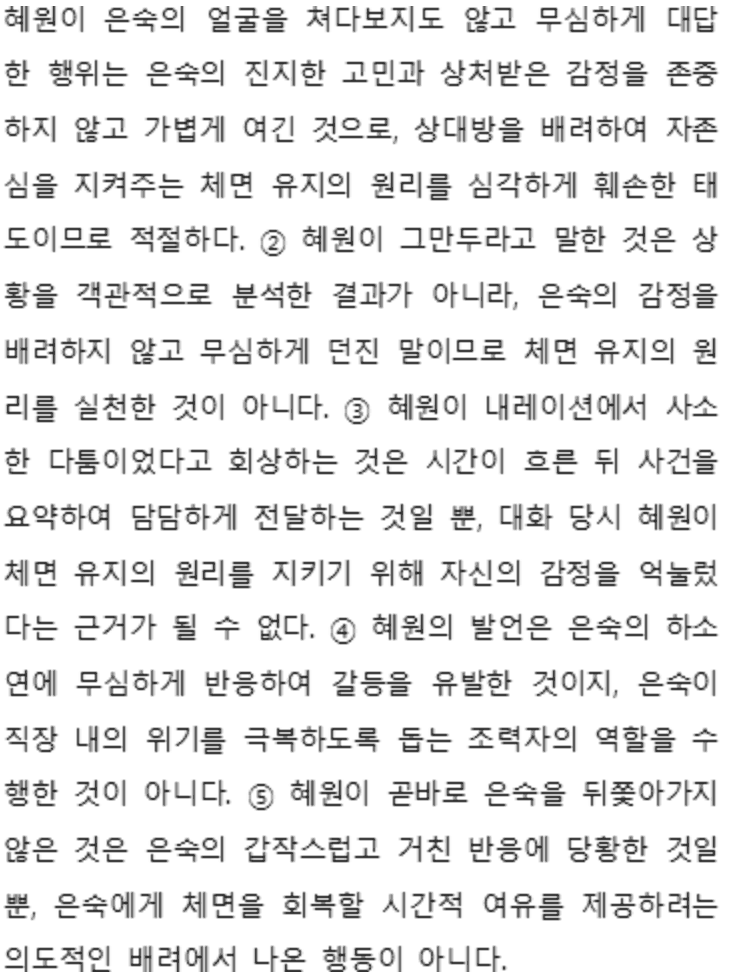 혜원이 은숙의 얼굴을 쳐다보지도 않고 무심하게 대답
한 행위는 은숙의 진지한 고민과 상처받은 감정을 존중
하지 않고 가볍게 여긴 것으로, 상대방을 배려하여 자존
심을 지켜주는 체면 유지의 원리를 심각하게 훼손한 태
도이므로 적절하다. ② 혜원이 그만두라고 말한 것은 상
황을 객관적으로 분석한 결과가 아니라, 은숙의 감정을
배려하지 않고 무심하게 던진 말이므로 체면 유지의 원
리를 실천한 것이 아니다. ③ 혜원이 내레이션에서 사소
한 다툼이었다고 회상하는 것은 시간이 흐른 뒤 사건을
요약하여 담담하게 전달하는 것일 뿐, 대화 당시 혜원이
체면 유지의 원리를 지키기 위해 자신의 감정을 억눌렀
다는 근거가 될 수 없다. ④ 혜원의 발언은 은숙의 하소
연에 무심하게 반응하여 갈등을 유발한 것이지, 은숙이
직장 내의 위기를 극복하도록 돕는 조력자의 역할을 수
행한 것이 아니다. ⑤ 혜원이 곧바로 은숙을 뒤쫓아가지
않은 것은 은숙의 갑작스럽고 거친 반응에 당황한 것일
뿐, 은숙에게 체면을 회복할 시간적 여유를 제공하려는
의도적인 배려에서 나온 행동이 아니다.